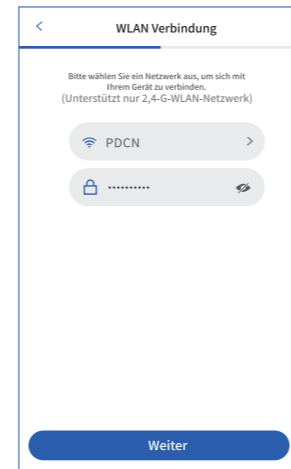 WLAN Verbindung
Bitte wählen Sie ein Netzwerk aus, um sich mit
Ihrem Gerät zu verbinden.
(Unterstützt nur 2,4-G-WLAN-Netzwerk)
PDCN
••••••••••
Weiter